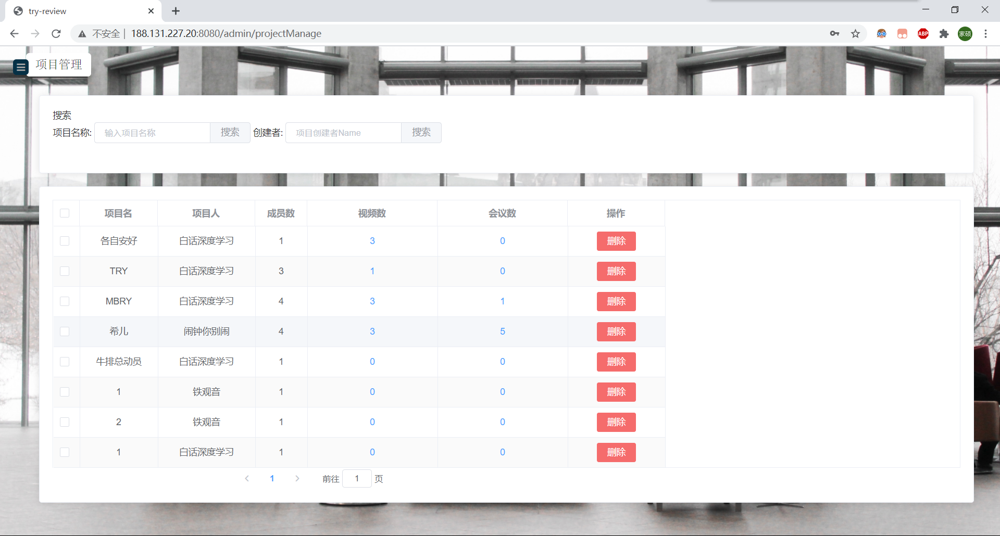 try-review
不安全 | 188.131.227.20:8080/admin/projectManage
ABP
家硕
项目管理
搜索
项目名称: 输入项目名称 搜索 创建者: 项目创建者Name 搜索
项目名 项目人 成员数 视频数 会议数 操作
各自安好 白话深度学习 1 3 0 删除
TRY 白话深度学习 3 1 0 删除
MBRY 白话深度学习 4 3 1 删除
希儿 闹钟你别闹 4 3 5 删除
牛排总动员 白话深度学习 1 0 0 删除
1 铁观音 1 0 0 删除
2 铁观音 1 0 0 删除
1 白话深度学习 1 0 0 删除
1 前往 1 页